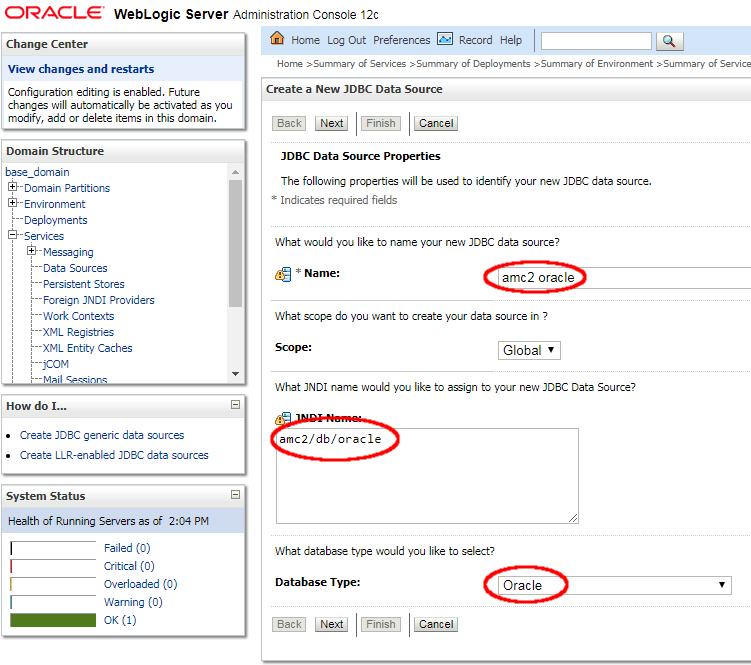 ORACLE WebLogic Server Administration Console 12c
Change Center
View changes and restarts
Configuration editing is enabled. Future
changes will automatically be activated as you
modify, add or delete items in this domain.
Domain Structure
base_domain
Domain Partitions
Environment
Deployments
Services
Messaging
Data Sources
Persistent Stores
Foreign JNDI Providers
Work Contexts
XML Registries
XML Entity Caches
jCOM
Mail Sessions
How do I...
Create JDBC generic data sources
Create LLR-enabled JDBC data sources
System Status
Health of Running Servers as of 2:04 PM
Failed (0)
Critical (0)
Overloaded (0)
Warning (0)
OK (1)
Home Log Out Preferences Record Help
Home >Summary of Services >Summary of Deployments >Summary of Environment >Summary of Service
Create a New JDBC Data Source
Back Next Finish Cancel
JDBC Data Source Properties
The following properties will be used to identify your new JDBC data source.
* Indicates required fields
What would you like to name your new JDBC data source?
* Name: amc2 oracle
What scope do you want to create your data source in ?
Scope: Global
What JNDI name would you like to assign to your new JDBC Data Source?
JNDI Name:
amc2/db/oracle
What database type would you like to select?
Database Type: Oracle
Back Next Finish Cancel